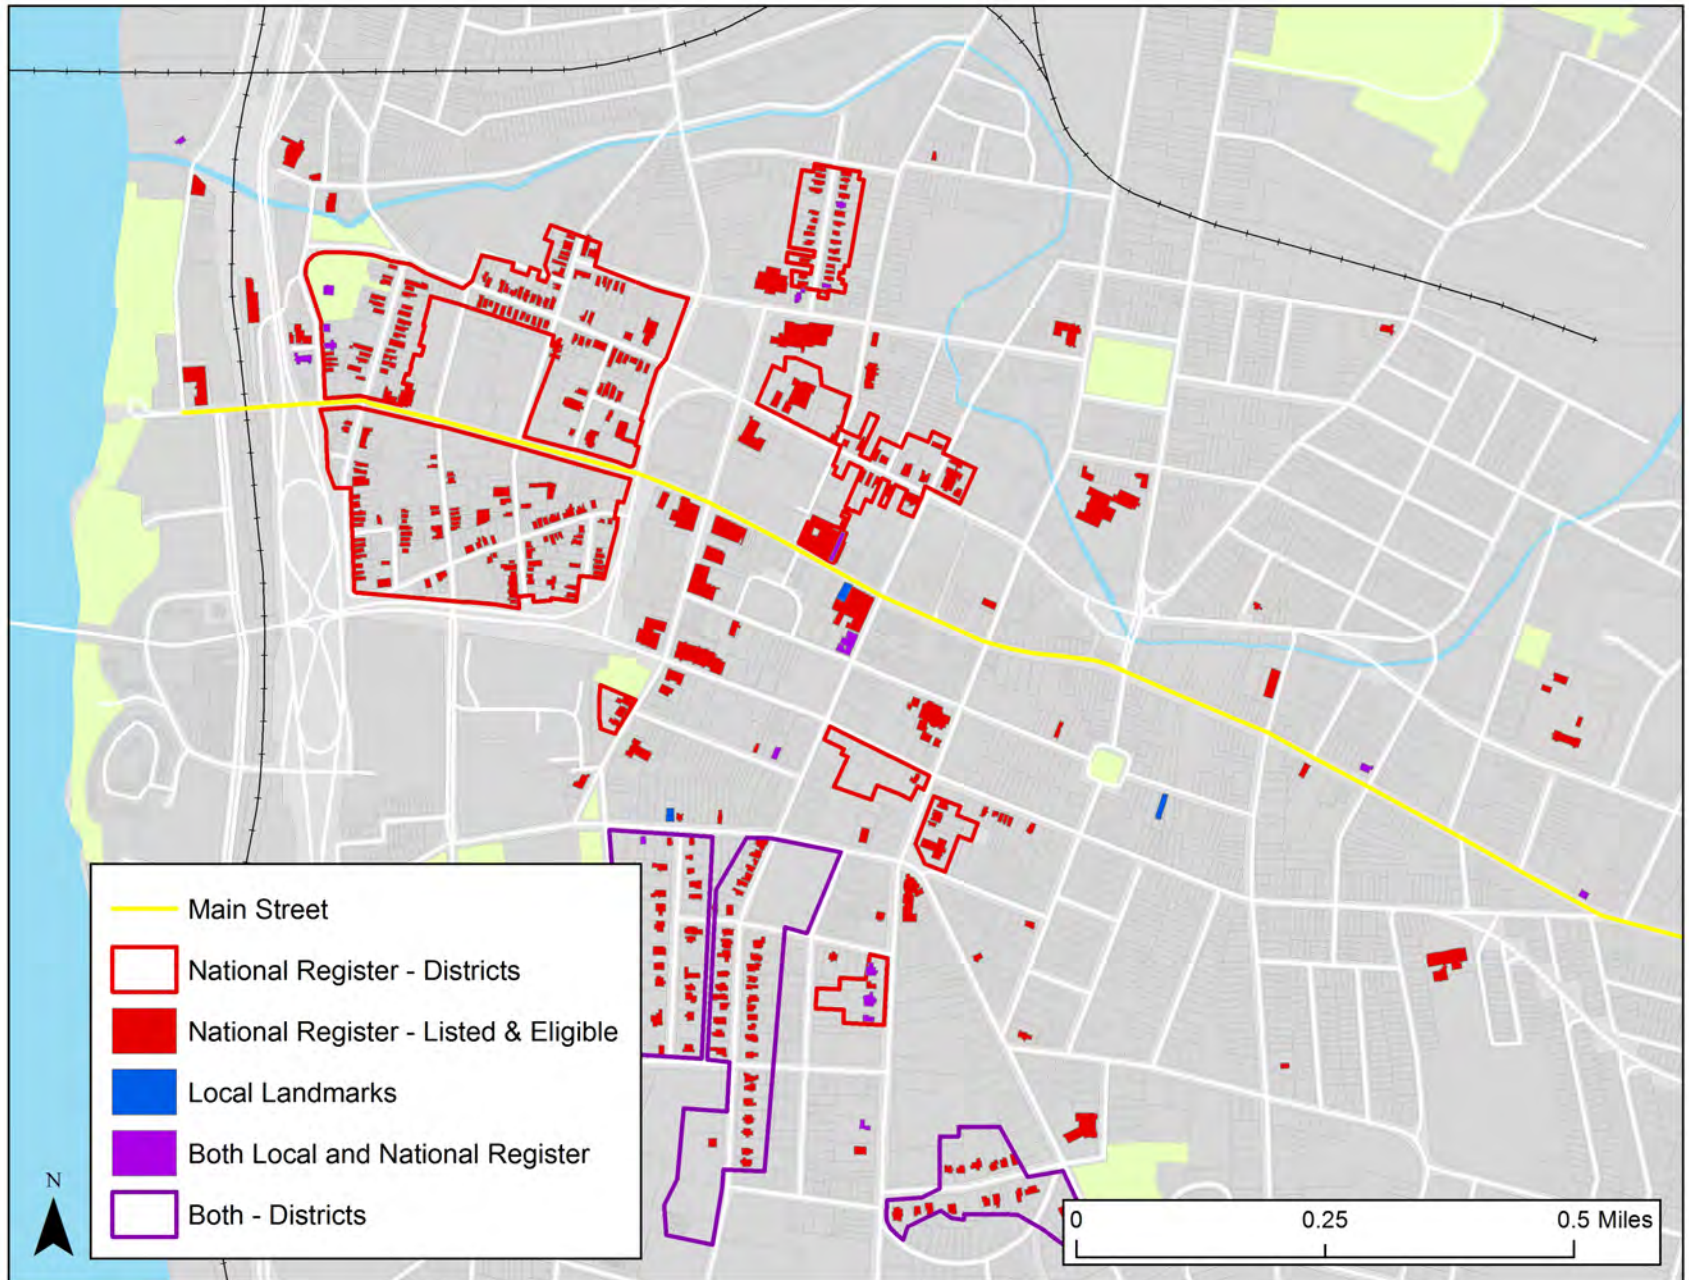 Main Street
National Register - Districts
National Register - Listed & Eligible
Local Landmarks
Both Local and National Register
Both - Districts
N
0 0.25 0.5 Miles